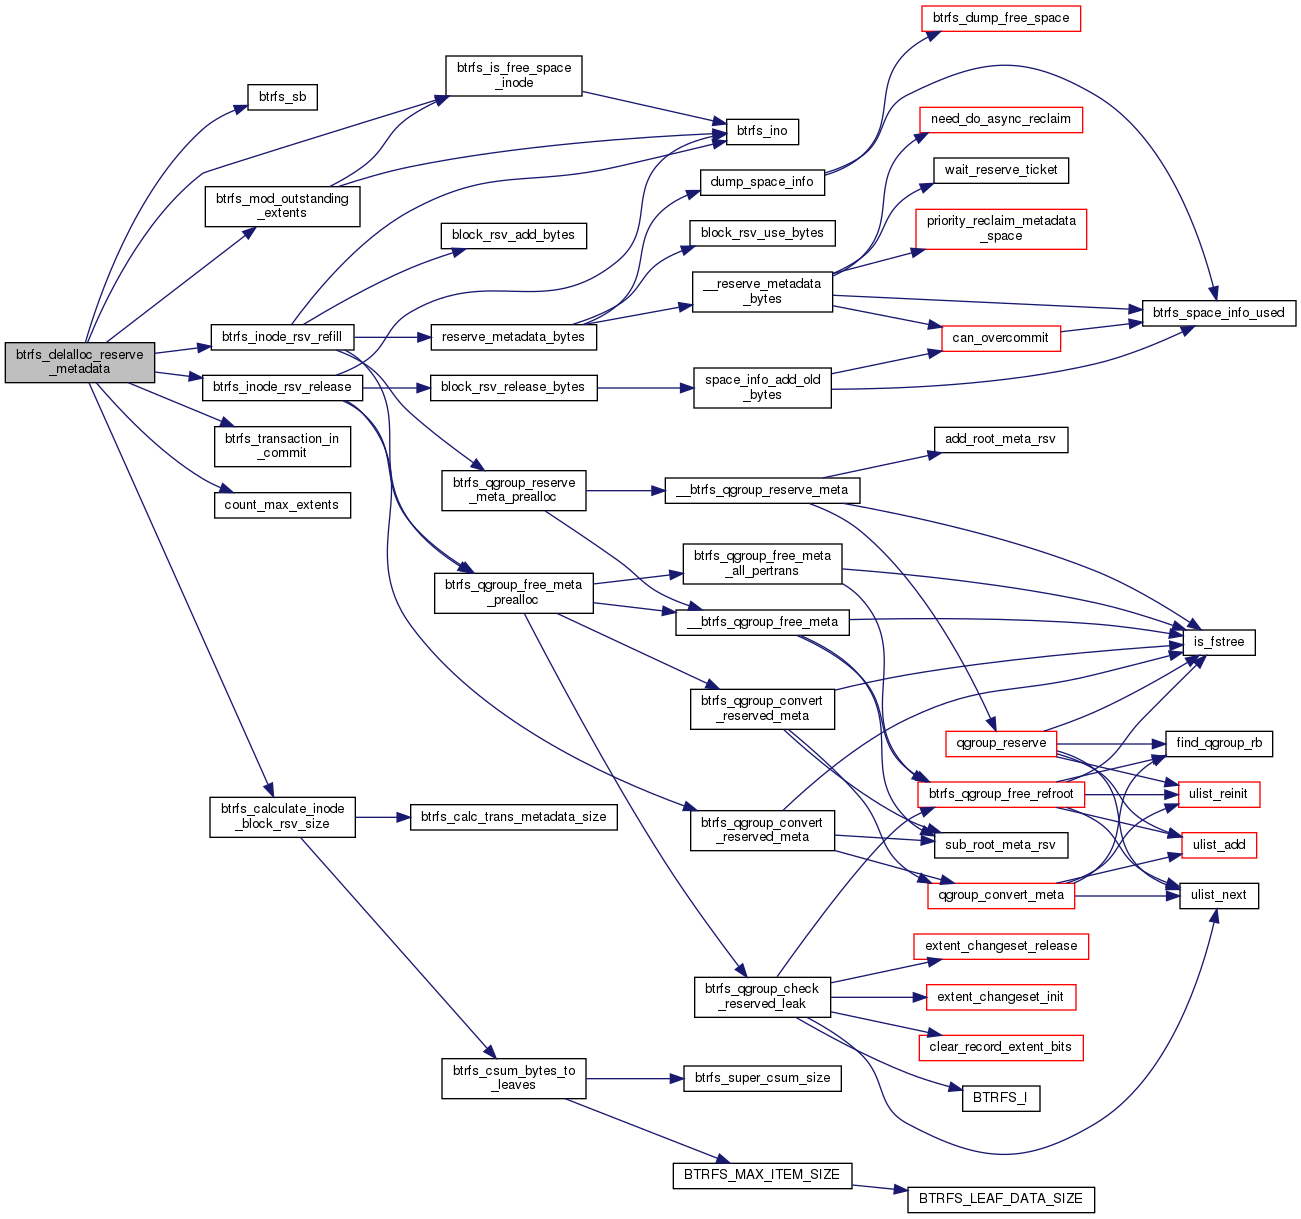 btrfs_delalloc_reserve
_metadata
btrfs_sb
btrfs_mod_outstanding
_extents
btrfs_inode_rsv_refill
btrfs_inode_rsv_release
btrfs_transaction_in
_commit
count_max_extents
btrfs_calculate_inode
_block_rsv_size
btrfs_is_free_space
_inode
block_rsv_add_bytes
reserve_metadata_bytes
block_rsv_release_bytes
btrfs_qgroup_reserve
_meta_prealloc
btrfs_qgroup_free_meta
_prealloc
btrfs_calc_trans_metadata_size
btrfs_csum_bytes_to
_leaves
btrfs_ino
dump_space_info
block_rsv_use_bytes
__reserve_metadata
_bytes
space_info_add_old
_bytes
__btrfs_qgroup_reserve_meta
btrfs_qgroup_free_meta
_all_pertrans
__btrfs_qgroup_free_meta
btrfs_qgroup_convert
_reserved_meta
btrfs_qgroup_convert
_reserved_meta
btrfs_qgroup_check
_reserved_leak
btrfs_super_csum_size
BTRFS_MAX_ITEM_SIZE
btrfs_dump_free_space
need_do_async_reclaim
wait_reserve_ticket
priority_reclaim_metadata
_space
can_overcommit
add_root_meta_rsv
qgroup_reserve
btrfs_qgroup_free_refroot
sub_root_meta_rsv
qgroup_convert_meta
extent_changeset_release
extent_changeset_init
clear_record_extent_bits
BTRFS_I
BTRFS_LEAF_DATA_SIZE
btrfs_space_info_used
is_fstree
find_qgroup_rb
ulist_reinit
ulist_add
ulist_next